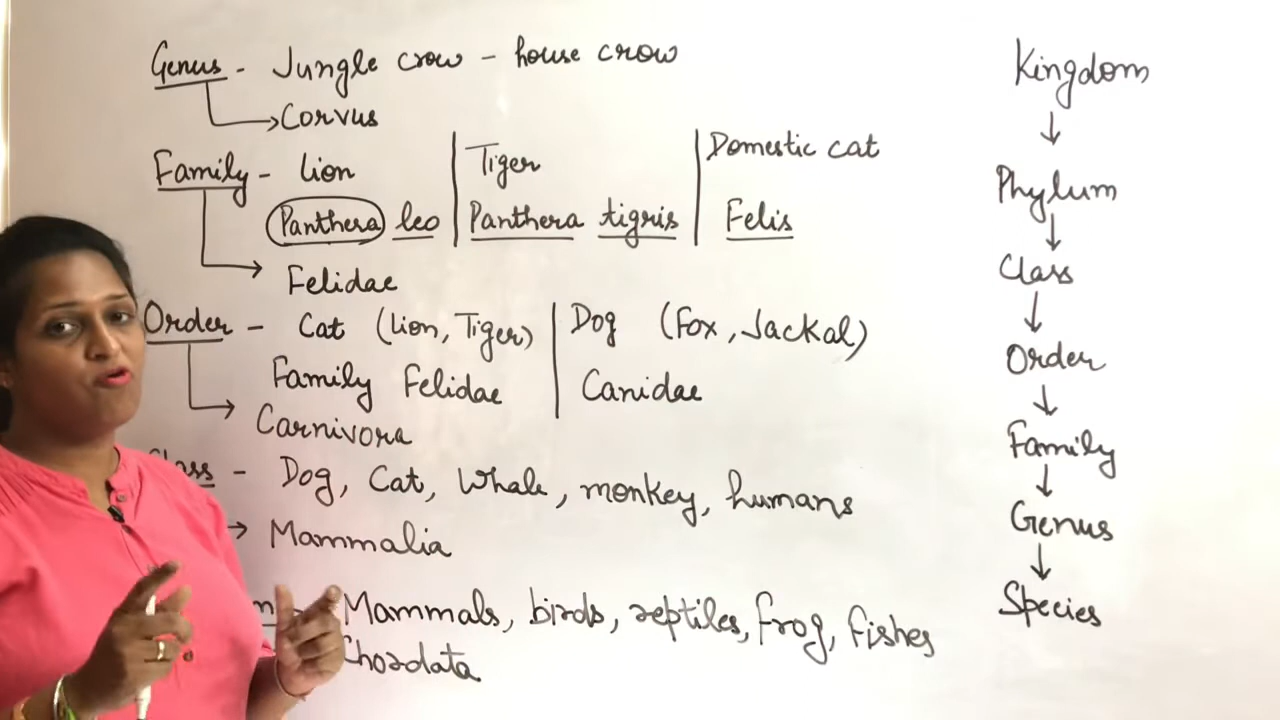 Genus - Jungle crow - house crow
Corvus
Family - lion | Tiger | Domestic cat
Panthera leo | Panthera tigris | Felis
Felidae
Order - Cat (lion, Tiger) | Dog (Fox, Jackal)
Family Felidae | Canidae
Carnivora
- Dog, Cat, Whale, monkey, humans
Mammalia
Mammals, birds, reptiles, frog, fishes
Chordata
Kingdom
↓
Phylum
↓
Class
↓
Order
↓
Family
↓
Genus
↓
Species